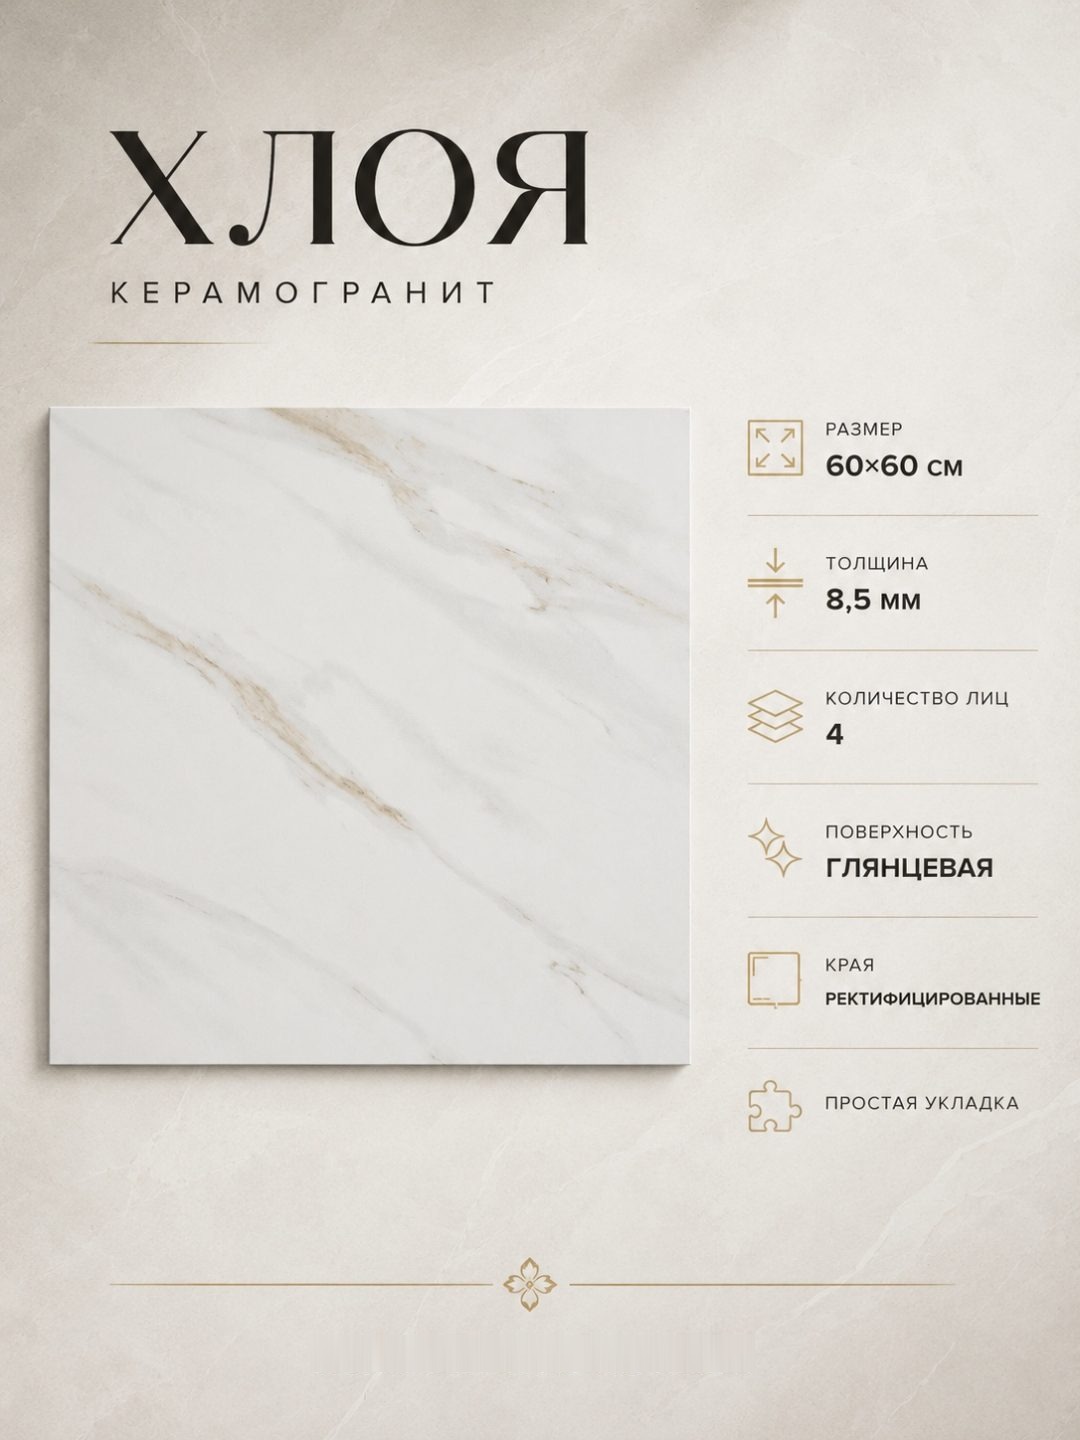 ХЛОЯ
КЕРАМОГРАНИТ
РАЗМЕР
60×60 см
ТОЛЩИНА
8,5 мм
КОЛИЧЕСТВО ЛИЦ
4
ПОВЕРХНОСТЬ
ГЛЯНЦЕВАЯ
КРАЯ
РЕКТИФИЦИРОВАННЫЕ
ПРОСТАЯ УКЛАДКА